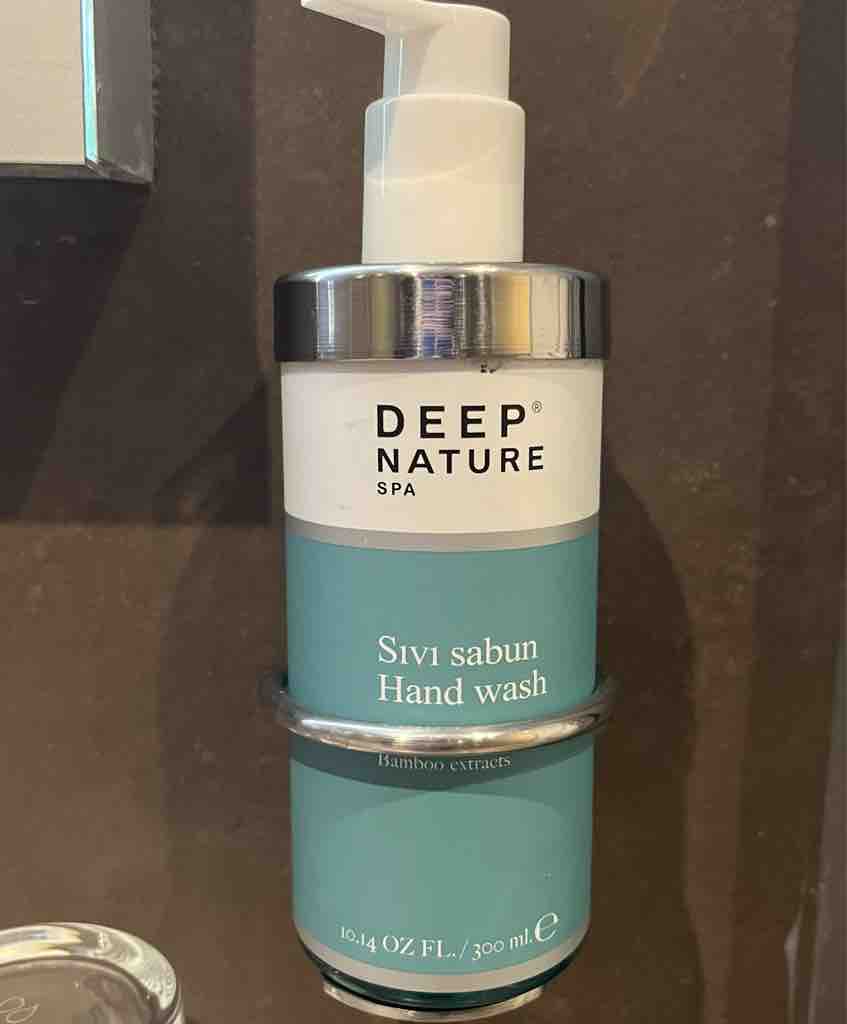 DEEP®
NATURE
SPA
Sıvı sabun
Hand wash
Bamboo extracts
10.14 OZ FL. / 300 ml. ℮